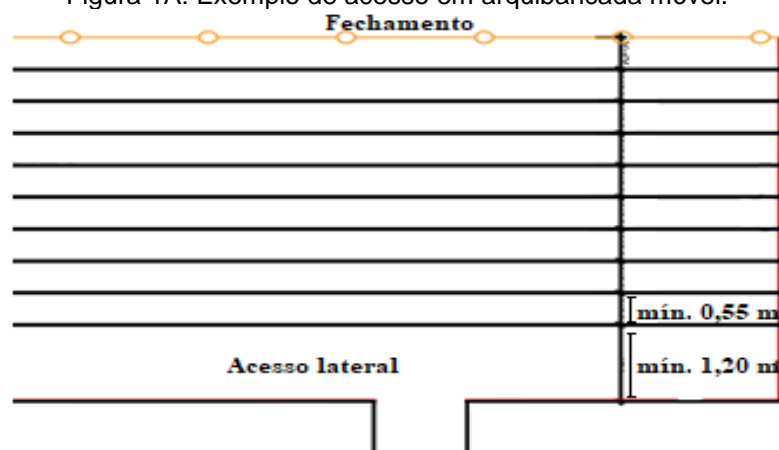 Figura 1A: Exemplo de acesso em arquibancada móvel.
Fechamento
mín. 0,55 m
Acesso lateral
mín. 1,20 m